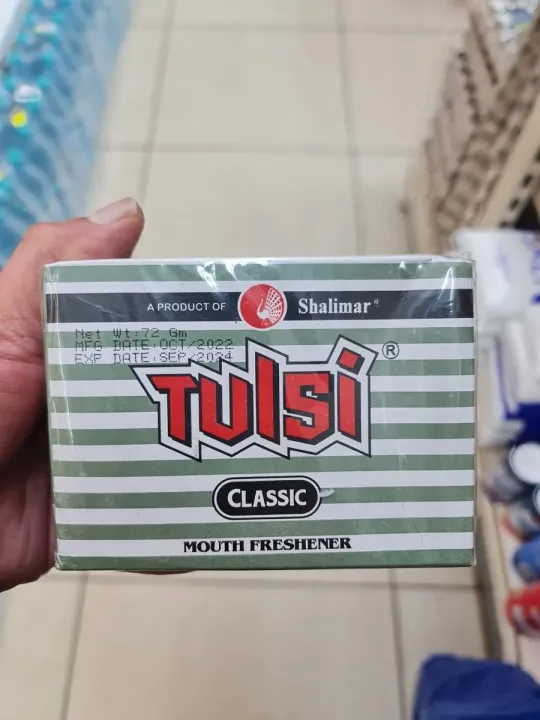 A PRODUCT OF Shalimar
Net Wt:72 Gm
MFG DATE:OCT/2022
EXP DATE:SEP/2024
TULSI ®
CLASSIC
MOUTH FRESHENER